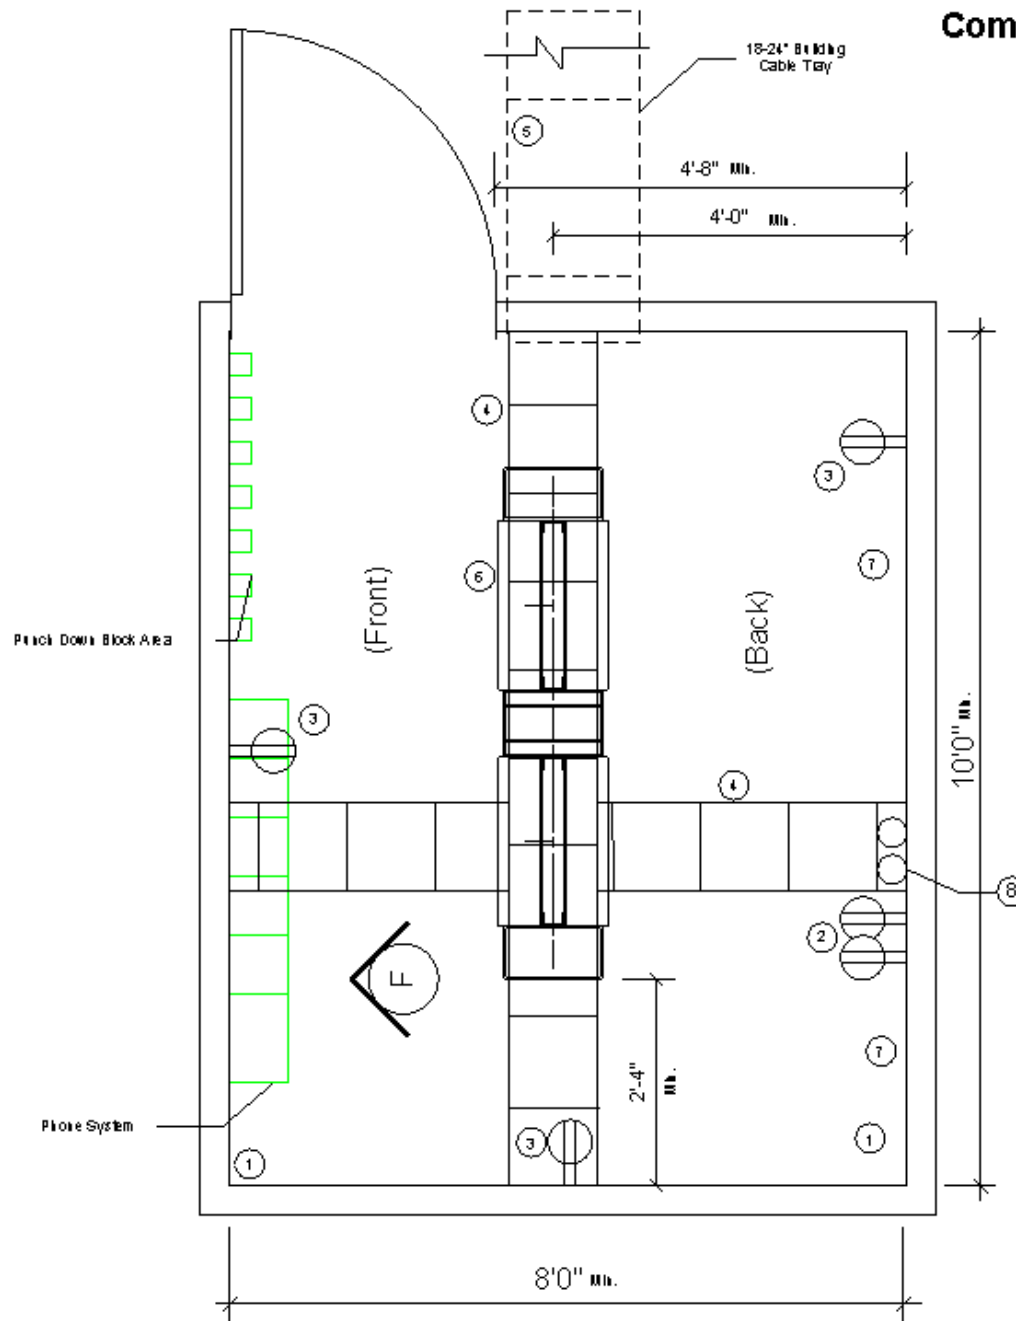 Com
18-24" Building
Cable Tray
5
4'-8" Min.
4'-0" Min.
4
3
7
6
(Front)
(Back)
Punch Down Block Area
3
10'0" Min.
4
8
2
F
7
2'-4"
Min.
Phone System
3
1
1
8'0" Min.